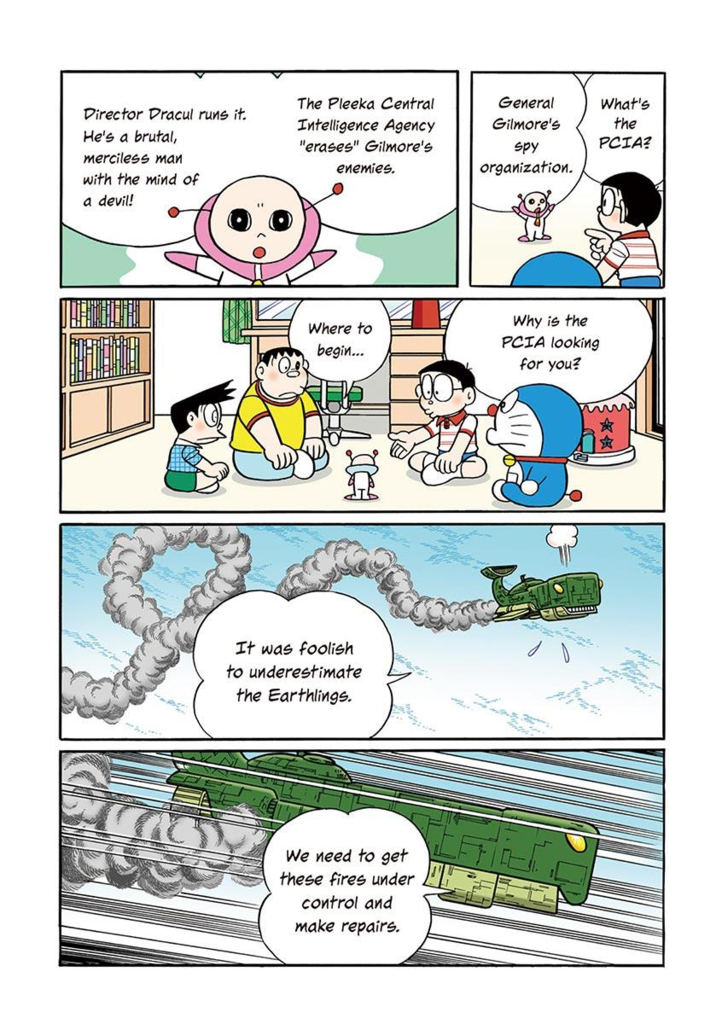 What's
the
PCIA?
General
Gilmore's
spy
organization.
The Pleeka Central
Intelligence Agency
"erases" Gilmore's
enemies.
Director Dracul runs it.
He's a brutal,
merciless man
with the mind of
a devil!
Why is the
PCIA looking
for you?
Where to
begin...
It was foolish
to underestimate
the Earthlings.
We need to get
these fires under
control and
make repairs.